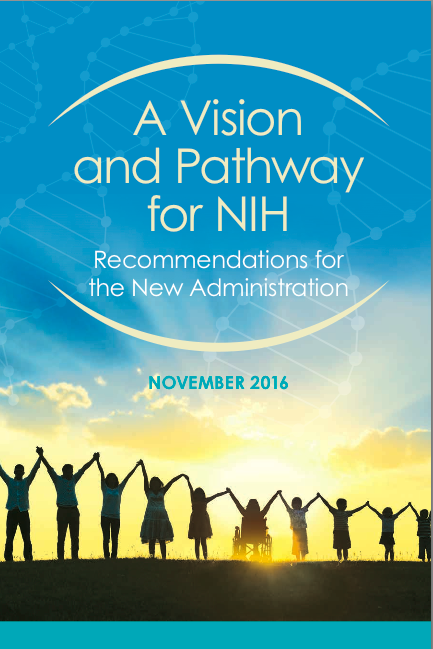 A Vision
and Pathway
for NIH
Recommendations for
the New Administration
NOVEMBER 2016